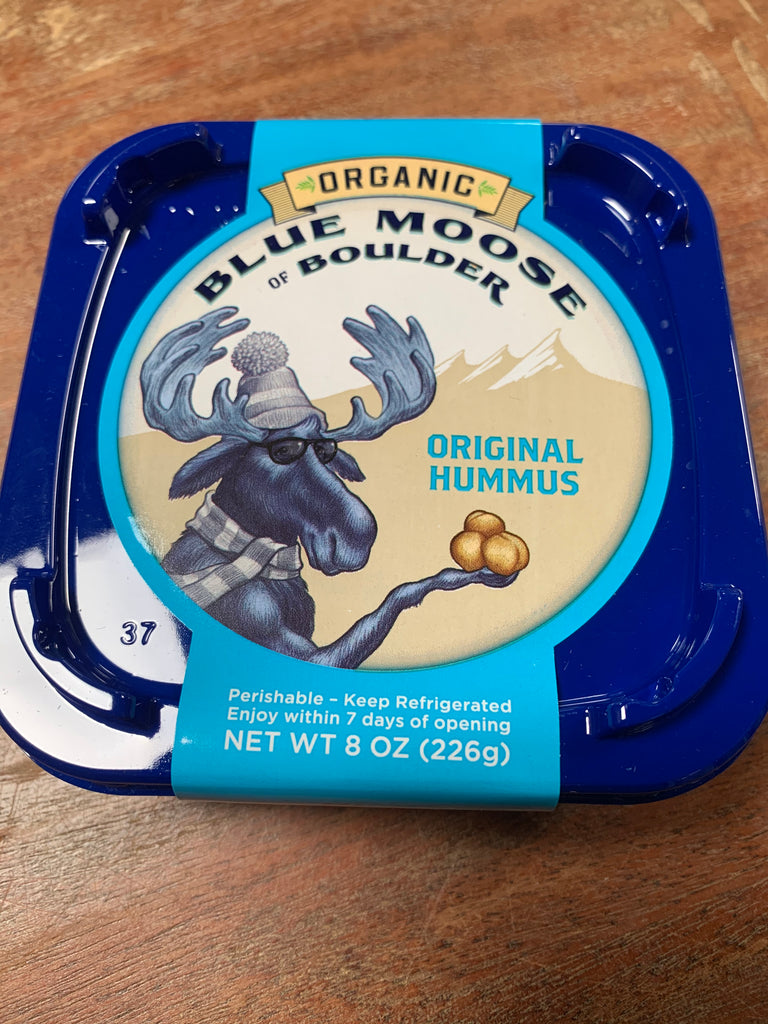 ORGANIC
BLUE MOOSE
OF BOULDER
ORIGINAL
HUMMUS
37
Perishable – Keep Refrigerated
Enjoy within 7 days of opening
NET WT 8 OZ (226g)